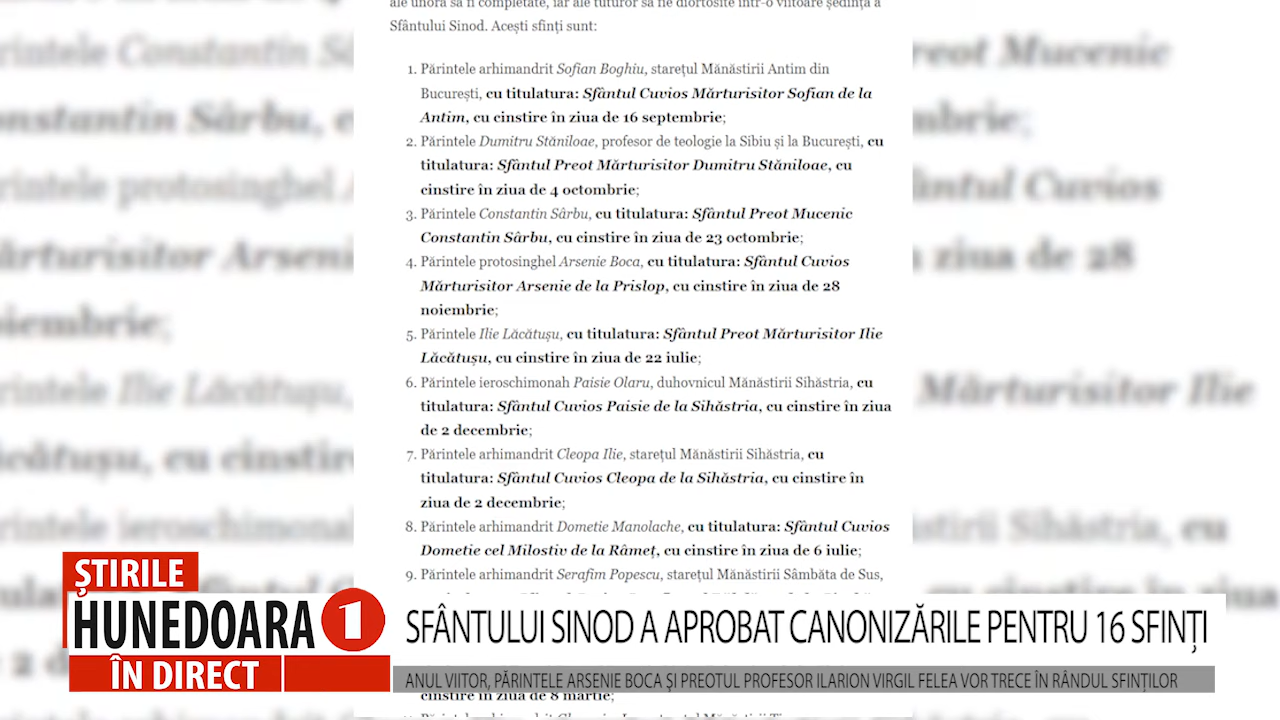 ale unora să fi completate, iar ale tuturor să fie diortosite într-o viitoare ședință a
Sfântului Sinod. Acești sfinți sunt:
1. Părintele arhimandrit Sofian Boghiu, starețul Mănăstirii Antim din
București, cu titulatura: Sfântul Cuvios Mărturisitor Sofian de la
Antim, cu cinstire în ziua de 16 septembrie;
2. Părintele Dumitru Stăniloae, profesor de teologie la Sibiu și la București, cu
titulatura: Sfântul Preot Mărturisitor Dumitru Stăniloae, cu
cinstire în ziua de 4 octombrie;
3. Părintele Constantin Sârbu, cu titulatura: Sfântul Preot Mucenic
Constantin Sârbu, cu cinstire în ziua de 23 octombrie;
4. Părintele protosinghel Arsenie Boca, cu titulatura: Sfântul Cuvios
Mărturisitor Arsenie de la Prislop, cu cinstire în ziua de 28
noiembrie;
5. Părintele Ilie Lăcătușu, cu titulatura: Sfântul Preot Mărturisitor Ilie
Lăcătușu, cu cinstire în ziua de 22 iulie;
6. Părintele ieroschimonah Paisie Olaru, duhovnicul Mănăstirii Sihăstria, cu
titulatura: Sfântul Cuvios Paisie de la Sihăstria, cu cinstire în ziua
de 2 decembrie;
7. Părintele arhimandrit Cleopa Ilie, starețul Mănăstirii Sihăstria, cu
titulatura: Sfântul Cuvios Cleopa de la Sihăstria, cu cinstire în
ziua de 2 decembrie;
8. Părintele arhimandrit Dometie Manolache, cu titulatura: Sfântul Cuvios
Dometie cel Milostiv de la Râmeț, cu cinstire în ziua de 6 iulie;
9. Părintele arhimandrit Serafim Popescu, starețul Mănăstirii Sâmbăta de Sus,
ȘTIRILE
HUNEDOARA 1
ÎN DIRECT
SFÂNTULUI SINOD A APROBAT CANONIZĂRILE PENTRU 16 SFINȚI
ANUL VIITOR, PĂRINTELE ARSENIE BOCA ȘI PREOTUL PROFESOR ILARION VIRGIL FELEA VOR TRECE ÎN RÂNDUL SFINȚILOR
cinstire în ziua de 8 martie;